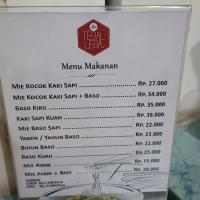 TEBAL LEGA
Menu Makanan
Mie Kocok Kaki Sapi Rp. 27.000
Mie Kocok Kaki Sapi + Baso Rp. 34.000
Baso Kikil Rp. 35.000
Kaki Sapi Kuah Rp. 36.000
Mie Baso Sapi Rp. 22.000
Yamin / Yahun Baso Rp. 23.000
Bihun Baso Rp. 22.000
Baso Kuah Rp. 25.000
Mie Ayam Rp. 15.000
Mie Ayam + Baso Rp. 20.000